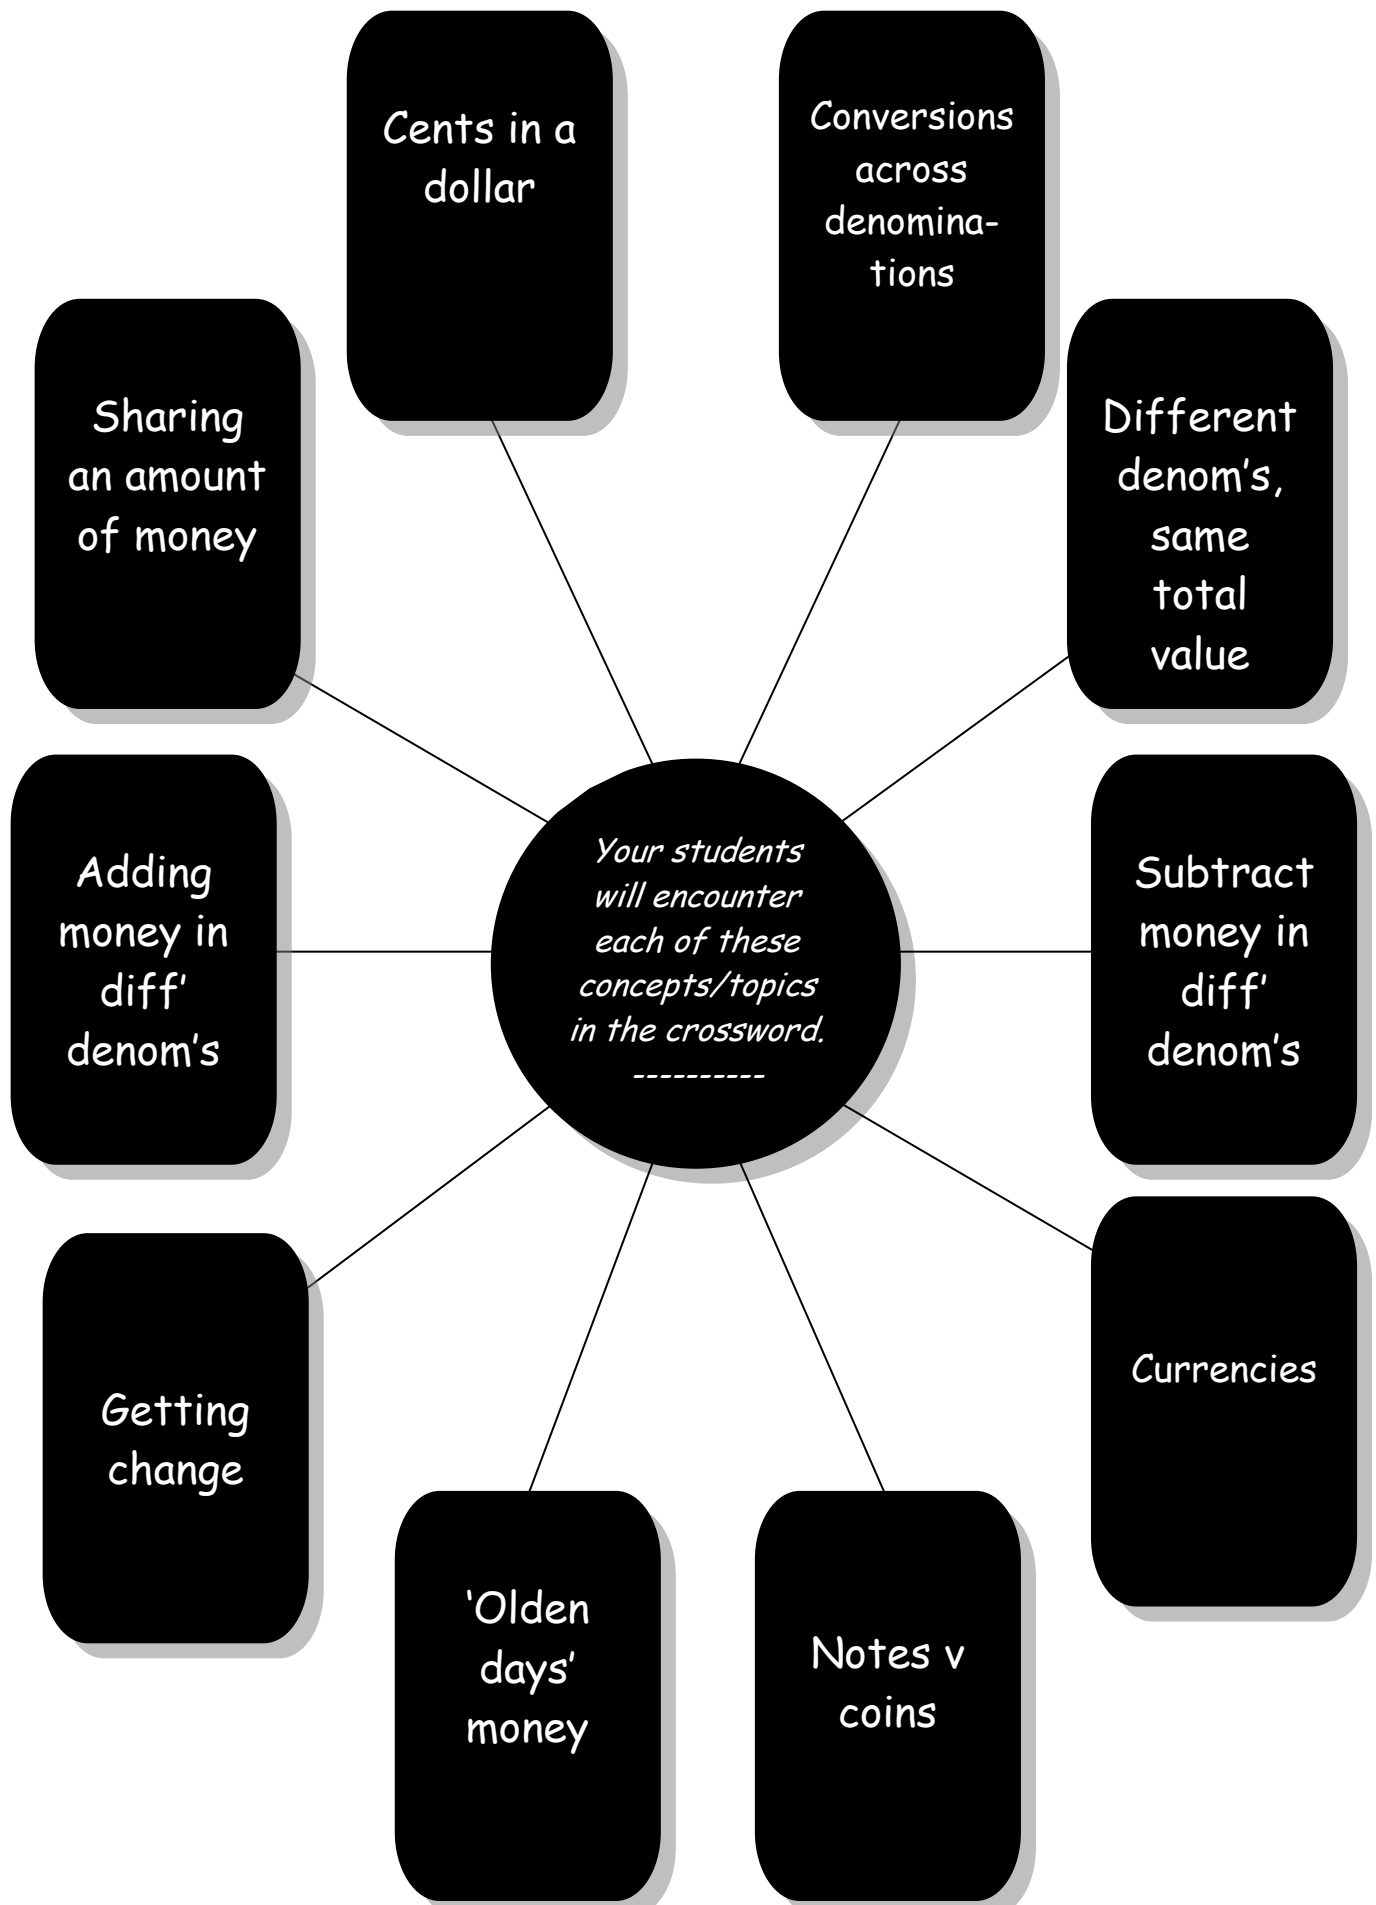 Cents in a
dollar
Conversions
across
denomina-
tions
Sharing
an amount
of money
Different
denom's,
same
total
value
Adding
money in
diff'
denom's
Your students
will encounter
each of these
concepts/topics
in the crossword.
----------
Subtract
money in
diff'
denom's
Getting
change
Currencies
‘Olden
days’
money
Notes v
coins